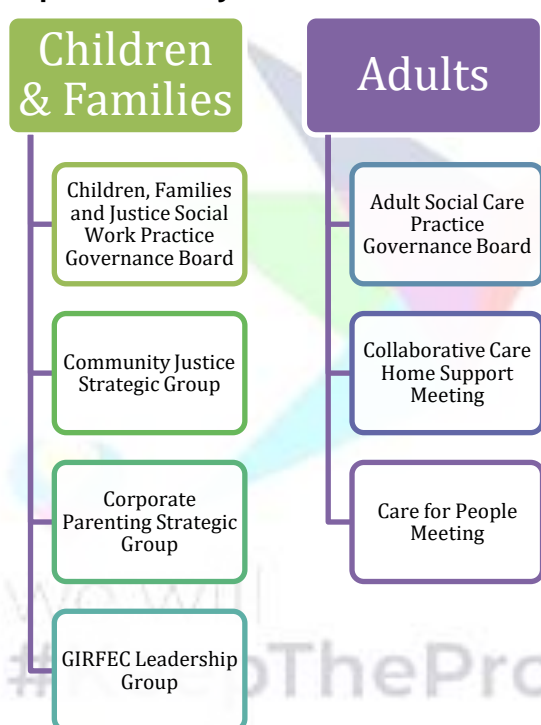 Children
& Families
Children, Families
and Justice Social
Work Practice
Governance Board
Community Justice
Strategic Group
Corporate
Parenting Strategic
Group
GIRFEC Leadership
Group
Adults
Adult Social Care
Practice
Governance Board
Collaborative Care
Home Support
Meeting
Care for People
Meeting
we will